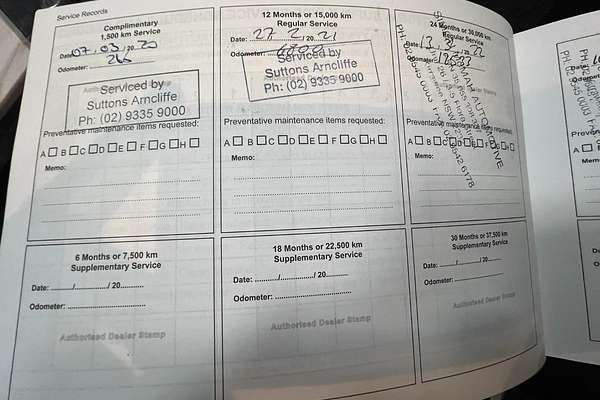 Service Records
Complimentary
1,500 km Service
Date: 07, 03, 20 20
Odometer: 266
Serviced by
Suttons Arncliffe
Ph: (02) 9335 9000
Preventative maintenance items requested:
A B C D E F G H
Memo:
12 Months or 15,000 km
Regular Service
Date: 27 2 20 21
Odometer:
Serviced by
Suttons Arncliffe
Ph: (02) 9335 9000
Preventative maintenance items requested:
A B C D E F G H
Memo:
24 Months or 30,000 km
Regular Service
Date:
Odometer:
Preventative maintenance items requested:
A B C D E F G H
Memo:
6 Months or 7,500 km
Supplementary Service
Date: / / 20
Odometer:
Authorised Dealer Stamp
18 Months or 22,500 km
Supplementary Service
Date: / / 20
Odometer:
Authorised Dealer Stamp
30 Months or 37,500 km
Supplementary Service
Date: / / 20
Odometer:
Authorised Dealer Stamp